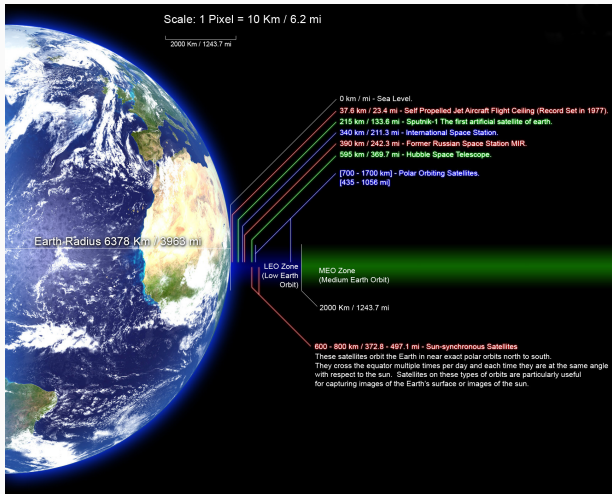 Scale: 1 Pixel = 10 Km / 6.2 mi
2000 Km / 1243.7 mi
0 km / mi - Sea Level.
37.6 km / 23.4 mi - Self Propelled Jet Aircraft Flight Ceiling (Record Set in 1977).
215 km / 133.6 mi - Sputnik-1 The first artificial satellite of earth.
340 km / 211.3 mi - International Space Station.
390 km / 242.3 mi - Former Russian Space Station MIR.
595 km / 369.7 mi - Hubble Space Telescope.
[700 - 1700 km] - Polar Orbiting Satellites.
[435 - 1056 mi]
Earth Radius 6378 Km / 3963 mi
LEO Zone
(Low Earth
Orbit)
MEO Zone
(Medium Earth Orbit)
2000 Km / 1243.7 mi
600 - 800 km / 372.8 - 497.1 mi - Sun-synchronous Satellites
These satellites orbit the Earth in near exact polar orbits north to south.
They cross the equator multiple times per day and each time they are at the same angle
with respect to the sun. Satellites on these types of orbits are particularly useful
for capturing images of the Earth's surface or images of the sun.